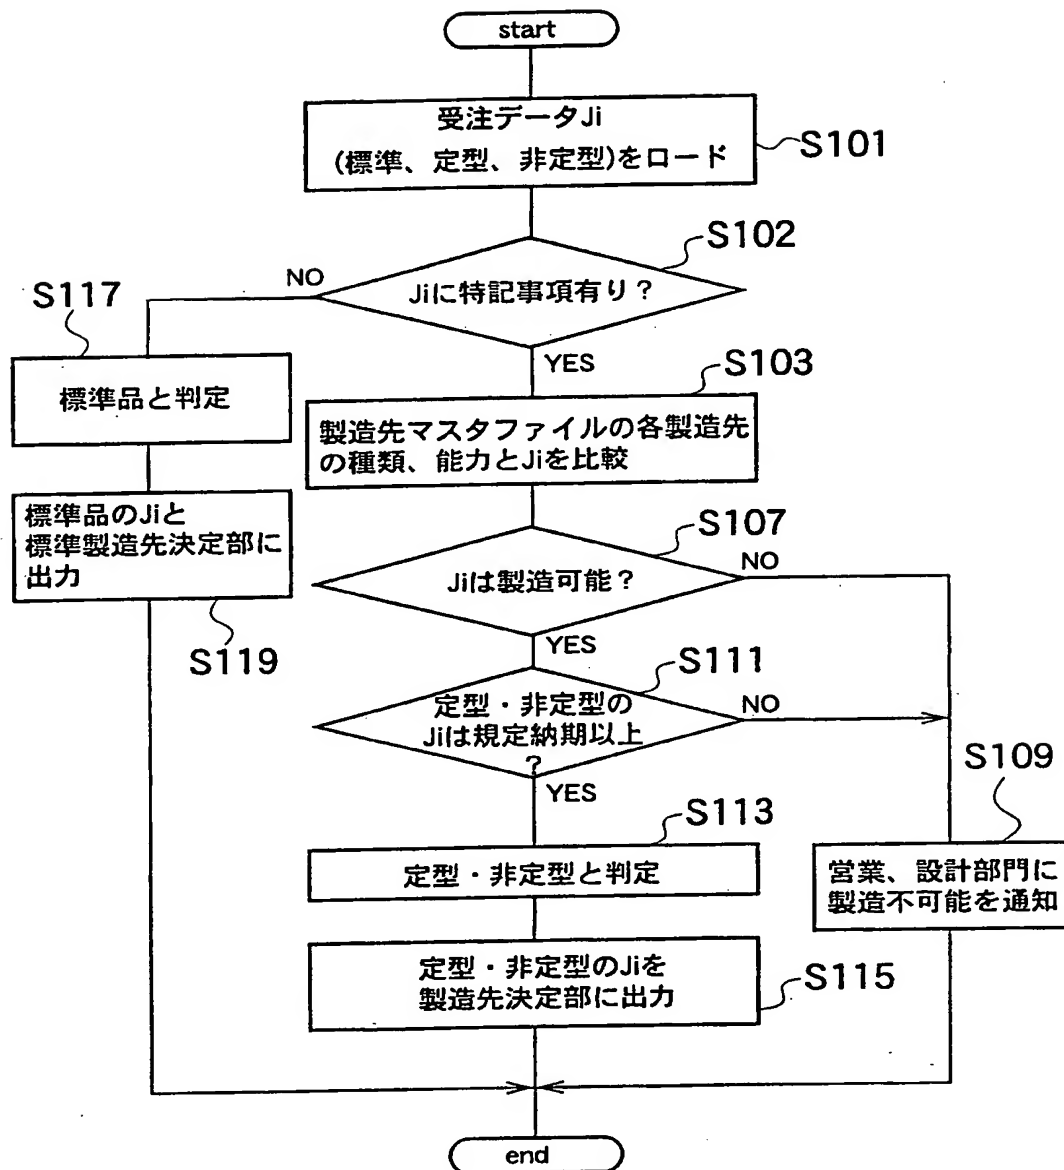 start
受注データJi
(標準、定型、非定型)をロード
S101
S102
Jiに特記事項有り？
NO
YES
S117
標準品と判定
S103
製造先マスタファイルの各製造先
の種類、能力とJiを比較
標準品のJiと
標準製造先決定部に
出力
S119
S107
Jiは製造可能？
NO
YES
S111
定型・非定型の
Jiは規定納期以上
？
NO
YES
S109
営業、設計部門に
製造不可能を通知
S113
定型・非定型と判定
定型・非定型のJiを
製造先決定部に出力
S115
end